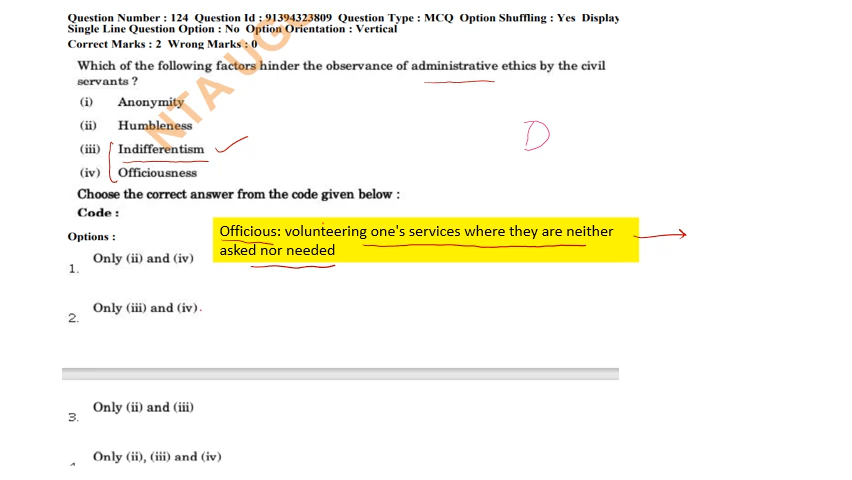 Question Number : 124 Question Id : 91394323809 Question Type : MCQ Option Shuffling : Yes Display
Single Line Question Option : No Option Orientation : Vertical
Correct Marks : 2 Wrong Marks : 0
NTA UGC
Which of the following factors hinder the observance of administrative ethics by the civil
servants ?
(i) Anonymity
(ii) Humbleness
D
(iii) Indifferentism
(iv) Officiousness
Choose the correct answer from the code given below :
Code :
Officious: volunteering one's services where they are neither
asked nor needed
Options :
Only (ii) and (iv)
1.
Only (iii) and (iv).
2.
Only (ii) and (iii)
3.
Only (ii), (iii) and (iv)